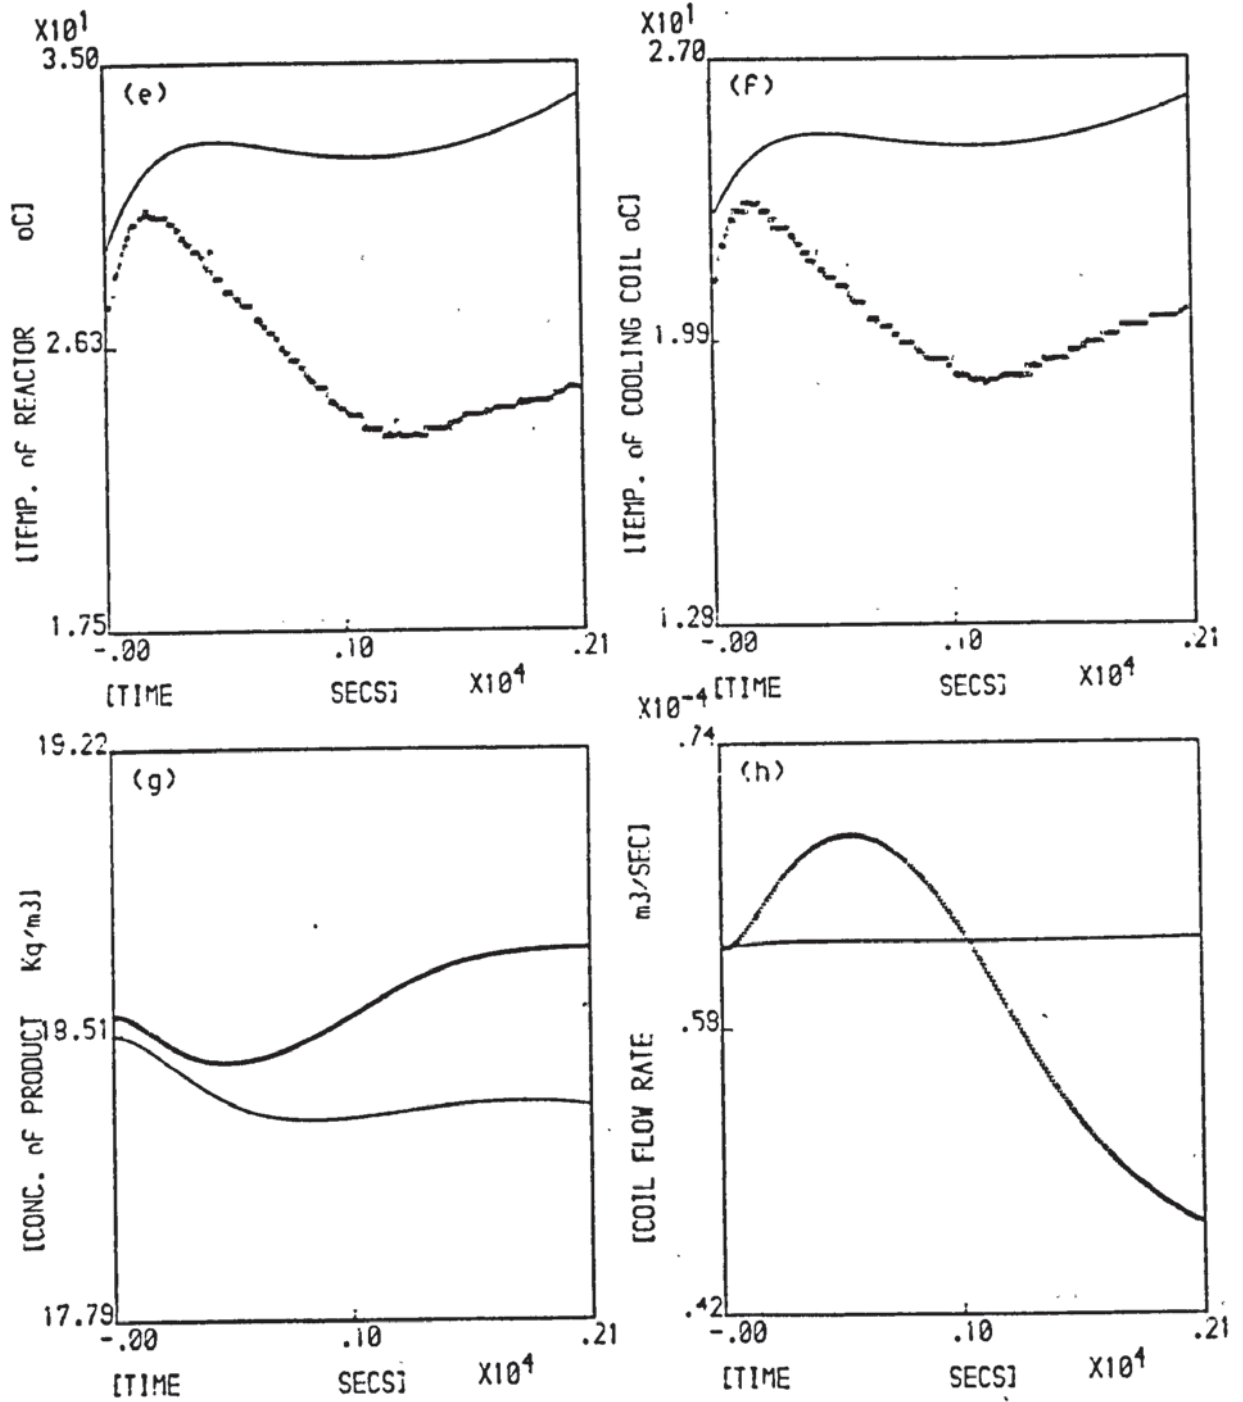 X10¹
3.50
(e)
[TEMP. of REACTOR oC]
2.63
1.75
-.00 .10 .21
[TIME SECS] X10⁴
X10¹
2.70
(f)
[TEMP. of COOLING COIL oC]
1.99
1.29
-.00 .10 .21
[TIME SECS] X10⁴
19.22
(g)
[CONC. of PRODUCT Kg/m3]
18.51
17.79
-.00 .10 .21
[TIME SECS] X10⁴
X10⁻⁴
.74
(h)
[COIL FLOW RATE m3/SEC]
.58
.42
-.00 .10 .21
[TIME SECS] X10⁴